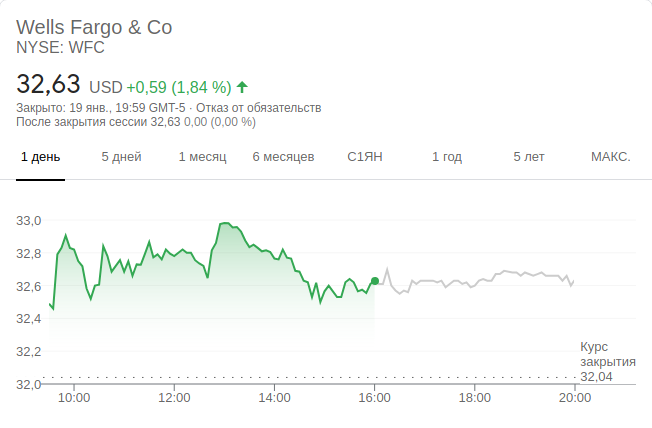 Wells Fargo & Co
NYSE: WFC
32,63 USD +0,59 (1,84 %)
Закрыто: 19 янв., 19:59 GMT-5 · Отказ от обязательств
После закрытия сессии 32,63 0,00 (0,00 %)
1 день 5 дней 1 месяц 6 месяцев С1ЯН 1 год 5 лет МАКС.
33,0
32,8
32,6
32,4
32,2
Курс
закрытия
32,04
32,0
10:00 12:00 14:00 16:00 18:00 20:00